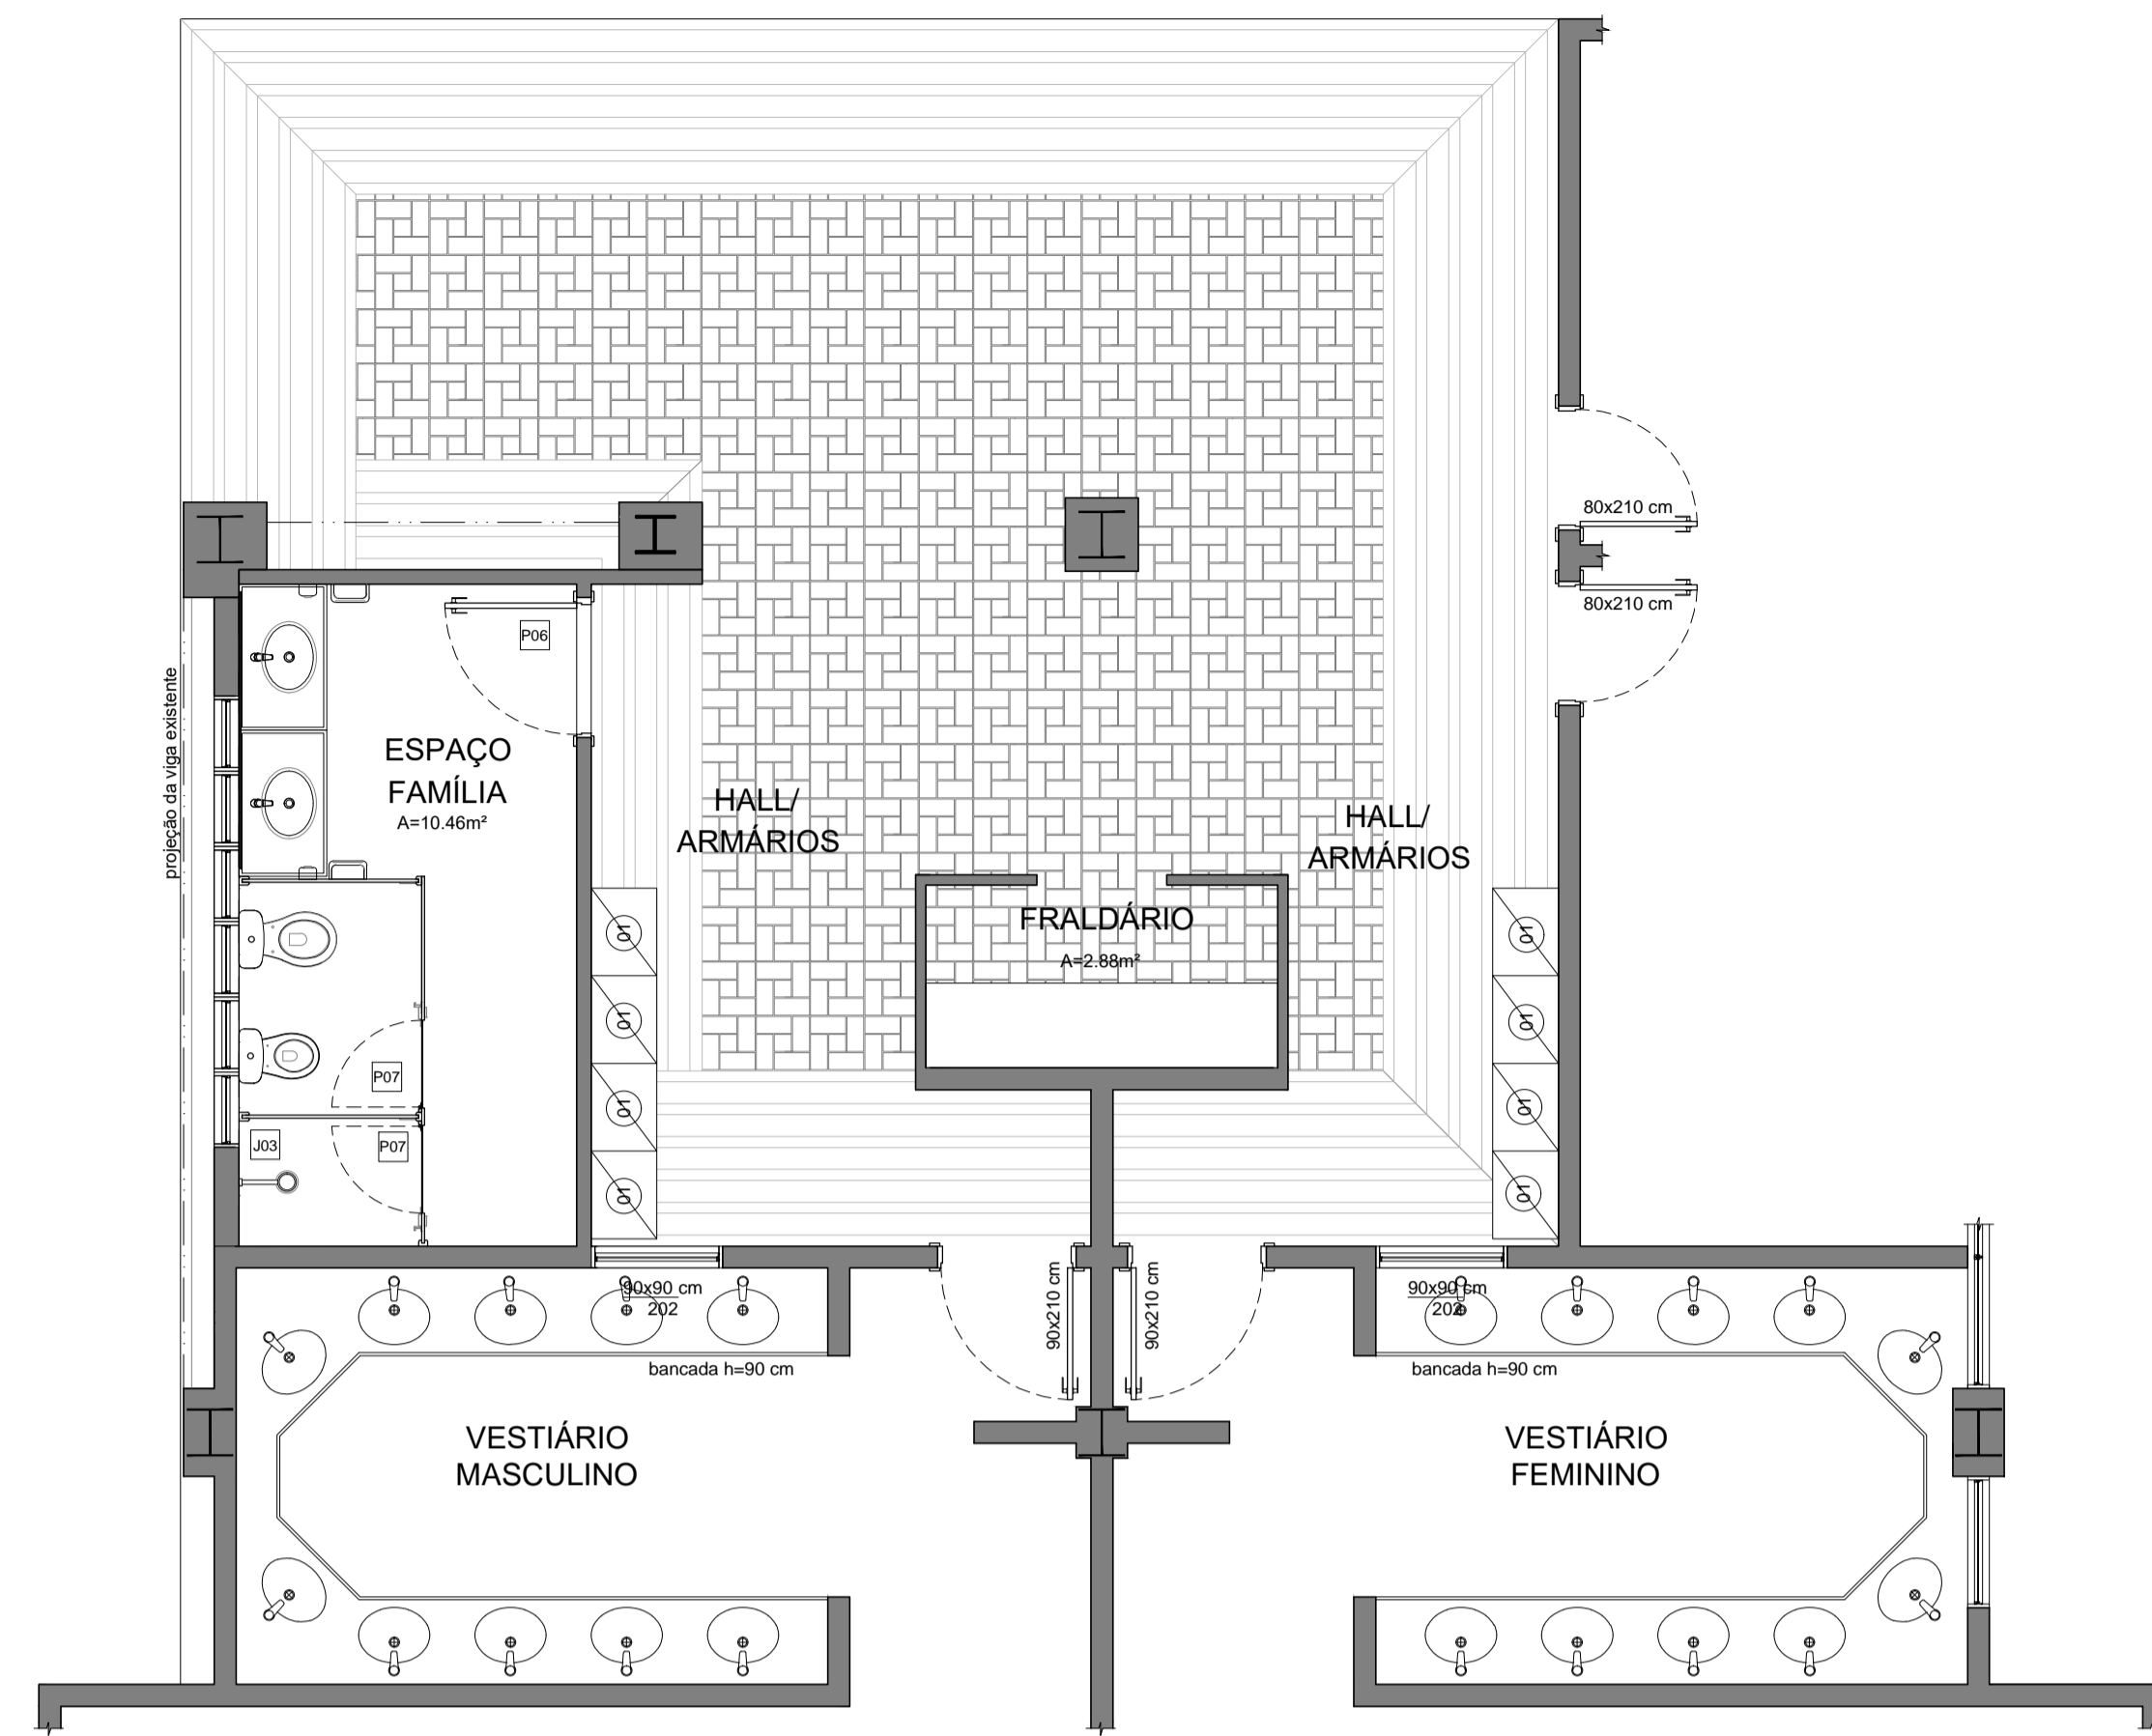 80x210 cm
80x210 cm
P06
projeção da viga existente
ESPAÇO
FAMÍLIA
A=10.46m²
HALL/
ARMÁRIOS
HALL/
ARMÁRIOS
FRALDÁRIO
A=2.88m²
01
01
01
01
01
01
01
01
P07
J03
P07
90x90 cm
202
90x210 cm
90x210 cm
90x90 cm
202
bancada h=90 cm
bancada h=90 cm
VESTIÁRIO
MASCULINO
VESTIÁRIO
FEMININO